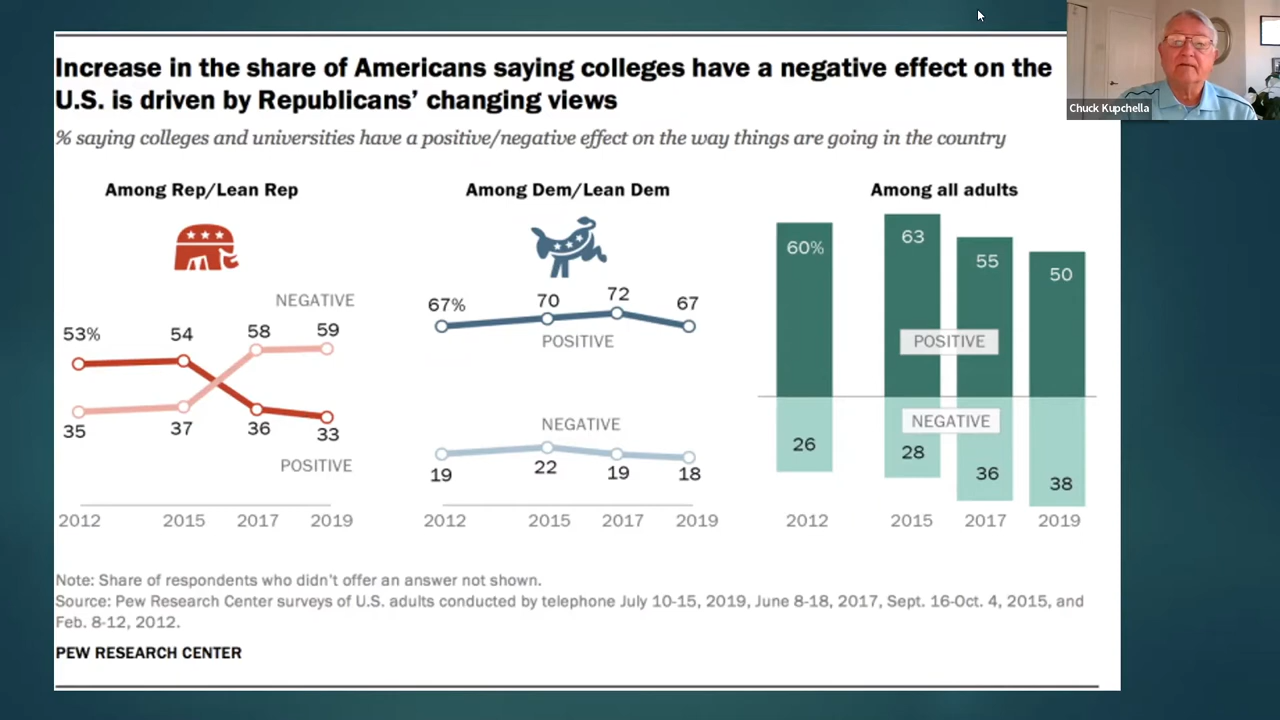 Increase in the share of Americans saying colleges have a negative effect on the
U.S. is driven by Republicans' changing views
% saying colleges and universities have a positive/negative effect on the way things are going in the country
Chuck Kupchella
Among Rep/Lean Rep
NEGATIVE
53% 54 58 59
35 37 36 33
POSITIVE
2012 2015 2017 2019
Among Dem/Lean Dem
67% 70 72 67
POSITIVE
NEGATIVE
19 22 19 18
2012 2015 2017 2019
Among all adults
60% 63 55 50
POSITIVE
NEGATIVE
26 28 36 38
2012 2015 2017 2019
Note: Share of respondents who didn't offer an answer not shown.
Source: Pew Research Center surveys of U.S. adults conducted by telephone July 10-15, 2019, June 8-18, 2017, Sept. 16-Oct. 4, 2015, and
Feb. 8-12, 2012.
PEW RESEARCH CENTER